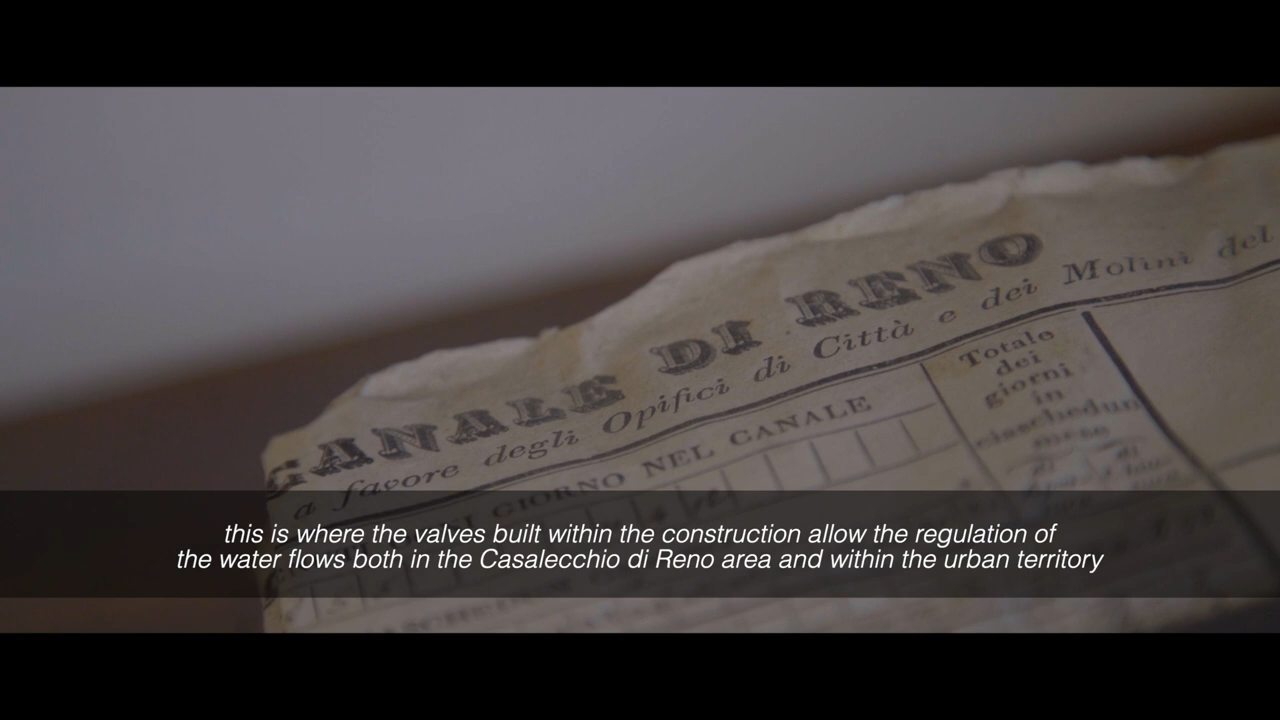 CANALE DI RENO
a favore degli Opifici di Città e dei Molini del
GIORNO NEL CANALE
Totale
dei
giorni
in
ciaschedun
mese
this is where the valves built within the construction allow the regulation of
the water flows both in the Casalecchio di Reno area and within the urban territory